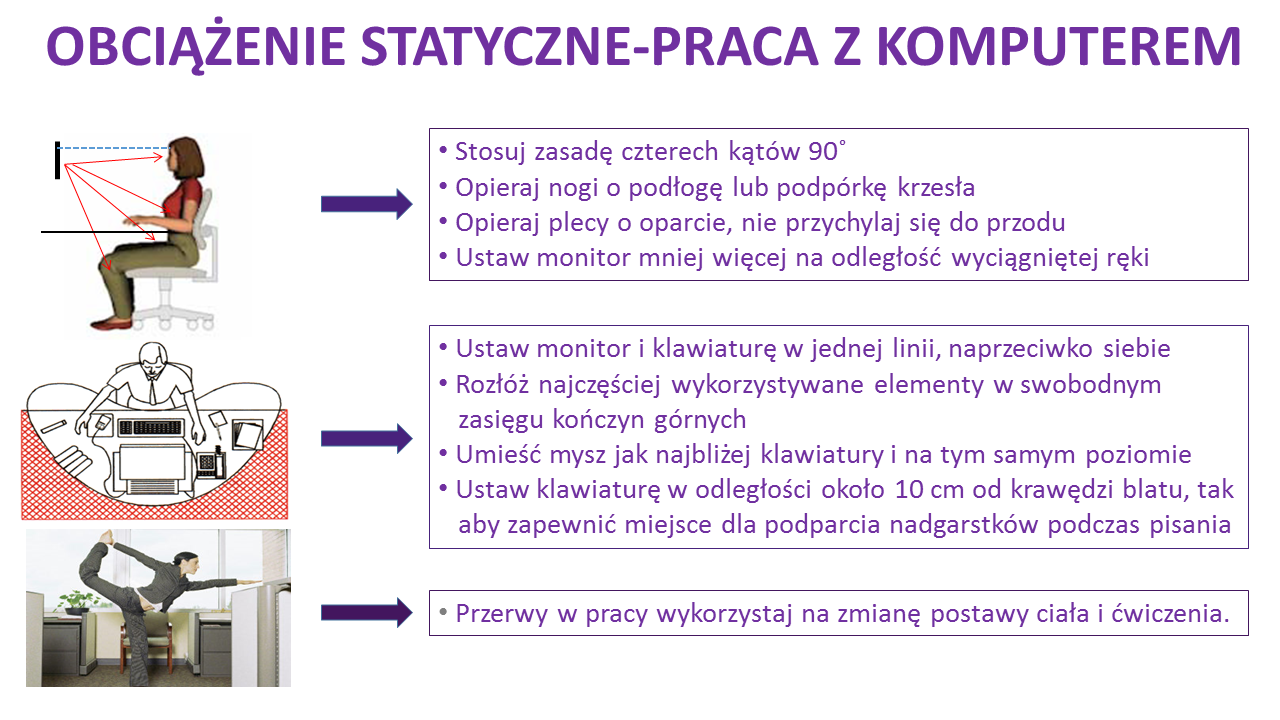 OBCIĄŻENIE STATYCZNE-PRACA Z KOMPUTEREM
• Stosuj zasadę czterech kątów 90˚
• Opieraj nogi o podłogę lub podpórkę krzesła
• Opieraj plecy o oparcie, nie przychylaj się do przodu
• Ustaw monitor mniej więcej na odległość wyciągniętej ręki
• Ustaw monitor i klawiaturę w jednej linii, naprzeciwko siebie
• Rozłóż najczęściej wykorzystywane elementy w swobodnym
zasięgu kończyn górnych
• Umieść mysz jak najbliżej klawiatury i na tym samym poziomie
• Ustaw klawiaturę w odległości około 10 cm od krawędzi blatu, tak
aby zapewnić miejsce dla podparcia nadgarstków podczas pisania
• Przerwy w pracy wykorzystaj na zmianę postawy ciała i ćwiczenia.